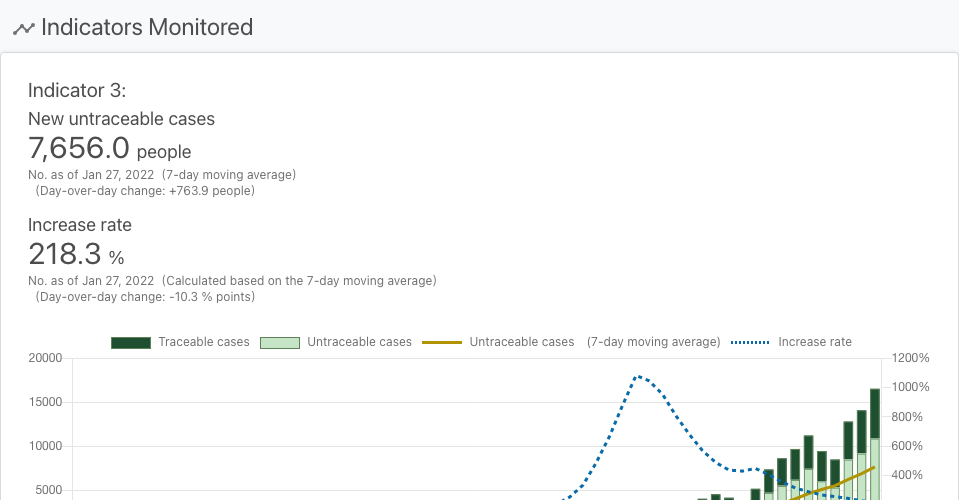 Indicators Monitored
Indicator 3:
New untraceable cases
7,656.0 people
No. as of Jan 27, 2022 (7-day moving average)
(Day-over-day change: +763.9 people)
Increase rate
218.3 %
No. as of Jan 27, 2022 (Calculated based on the 7-day moving average)
(Day-over-day change: -10.3 % points)
Traceable cases Untraceable cases Untraceable cases (7-day moving average) Increase rate
20000 1200%
1000%
15000
800%
10000 600%
400%
5000